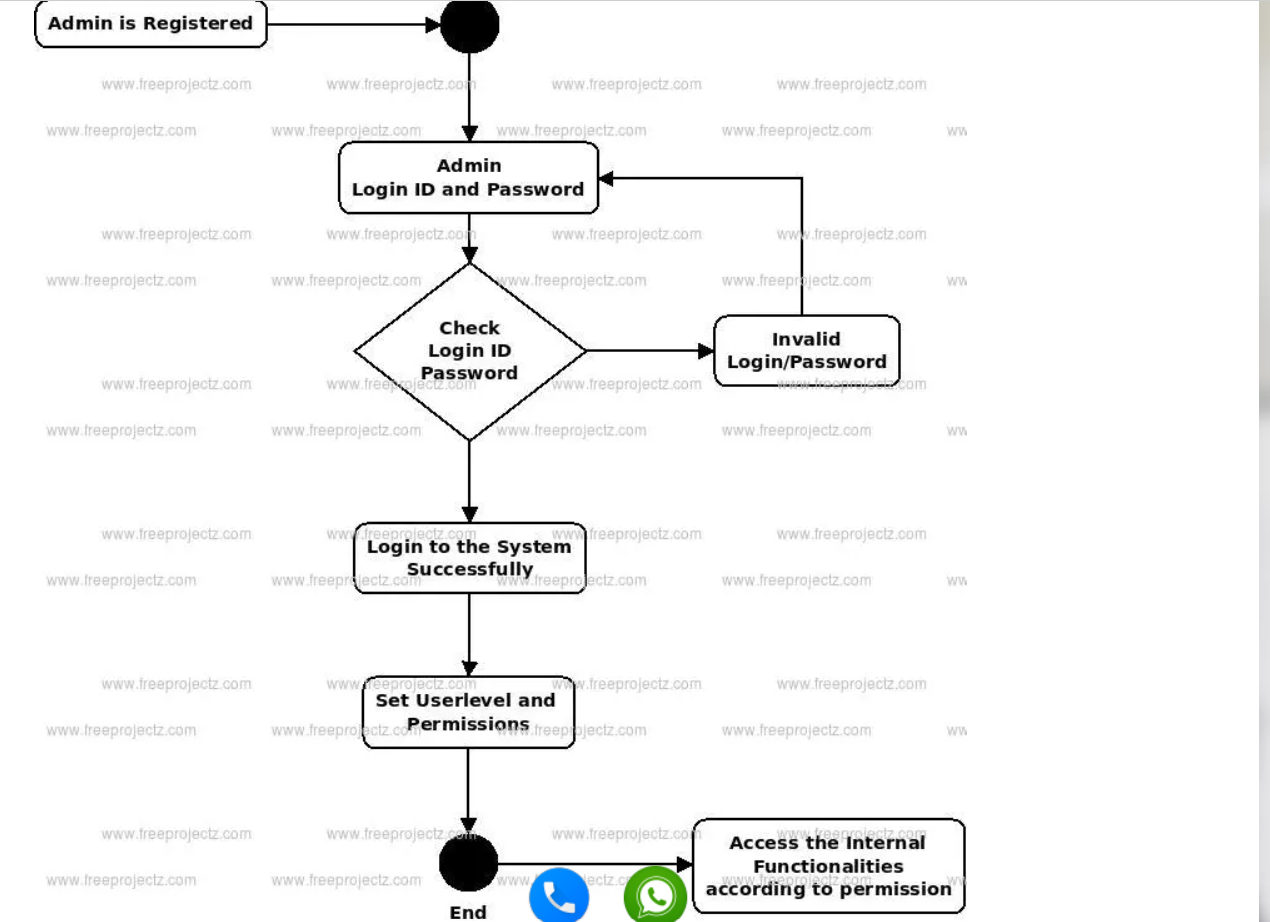 Admin is Registered
www.freeprojectz.com www.freeprojectz.com www.freeprojectz.com www.freeprojectz.com
www.freeprojectz.com www.freeprojectz.com www.freeprojectz.com www.freeprojectz.com ww
Admin
Login ID and Password
www.freeprojectz.com www.freeprojectz.com www.freeprojectz.com www.freeprojectz.com
www.freeprojectz.com www.freeprojectz.com www.freeprojectz.com www.freeprojectz.com ww
Check
Login ID
Password
Invalid
Login/Password
www.freeprojectz.com www.freeprojectz.com www.freeprojectz.com www.freeprojectz.com
www.freeprojectz.com www.freeprojectz.com www.freeprojectz.com www.freeprojectz.com ww
www.freeprojectz.com www.freeprojectz.com www.freeprojectz.com www.freeprojectz.com
Login to the System
Successfully
www.freeprojectz.com www.freeprojectz.com www.freeprojectz.com www.freeprojectz.com ww
www.freeprojectz.com www.freeprojectz.com www.freeprojectz.com www.freeprojectz.com
Set Userlevel and
Permissions
www.freeprojectz.com www.freeprojectz.com www.freeprojectz.com www.freeprojectz.com ww
www.freeprojectz.com www.freeprojectz.com www.freeprojectz.com www.freeprojectz.com
Access the Internal
Functionalities
according to permission
www.freeprojectz.com www.freeprojectz.com
End